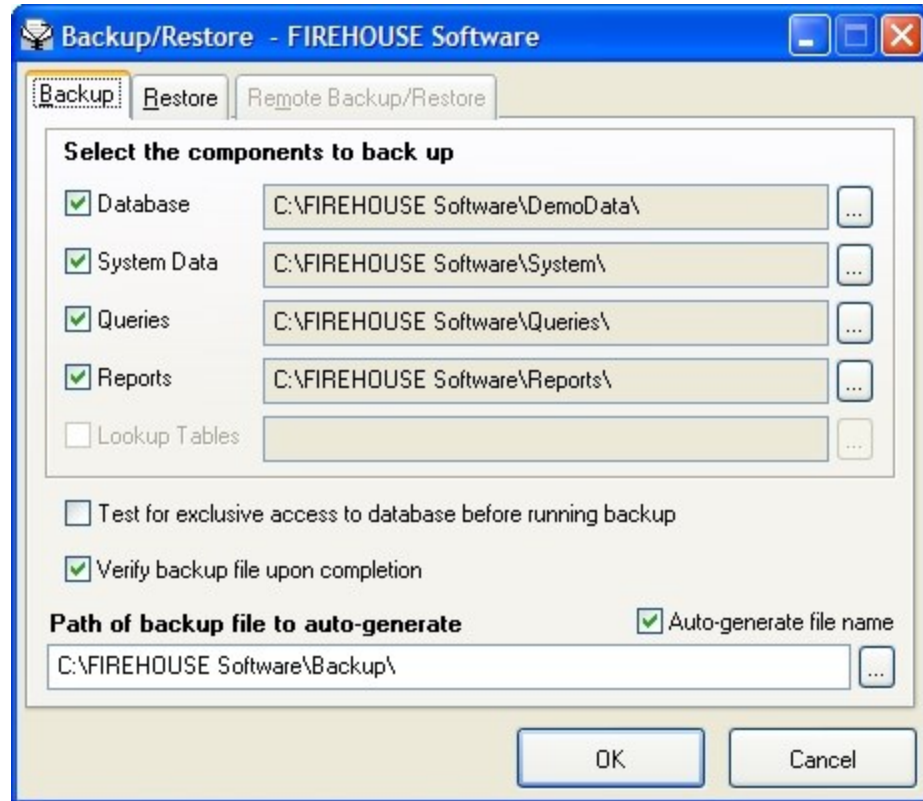 Backup/Restore - FIREHOUSE Software
Backup Restore Remote Backup/Restore
Select the components to back up
Database C:\FIREHOUSE Software\DemoData\ ...
System Data C:\FIREHOUSE Software\System\ ...
Queries C:\FIREHOUSE Software\Queries\ ...
Reports C:\FIREHOUSE Software\Reports\ ...
Lookup Tables ...
Test for exclusive access to database before running backup
Verify backup file upon completion
Path of backup file to auto-generate Auto-generate file name
C:\FIREHOUSE Software\Backup\ ...
OK Cancel